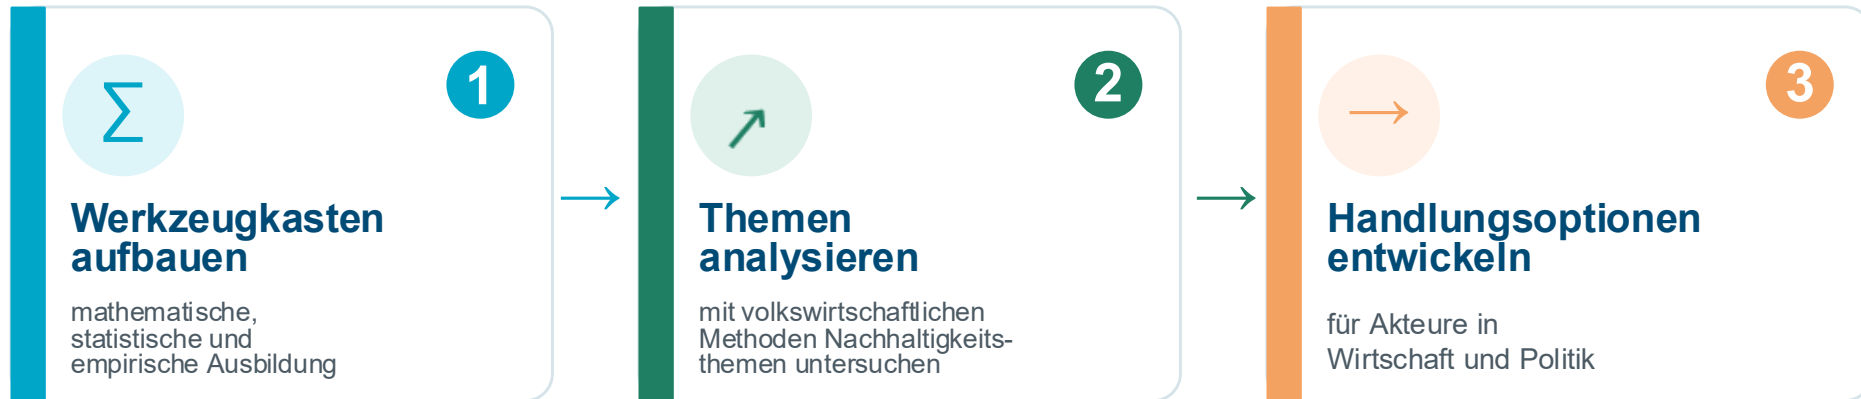 ∑
1
Werkzeugkasten
aufbauen
mathematische,
statistische und
empirische Ausbildung
→
↗
2
Themen
analysieren
mit volkswirtschaftlichen
Methoden Nachhaltigkeits-
themen untersuchen
→
→
3
Handlungsoptionen
entwickeln
für Akteure in
Wirtschaft und Politik